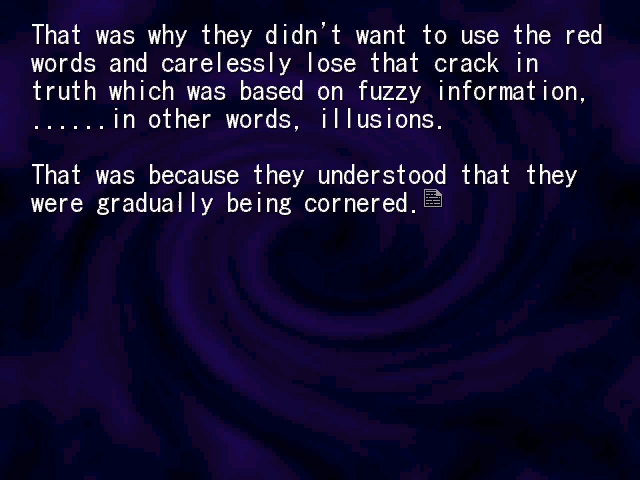 That was why they didn't want to use the red
words and carelessly lose that crack in
truth which was based on fuzzy information,
......in other words, illusions.
That was because they understood that they
were gradually being cornered.